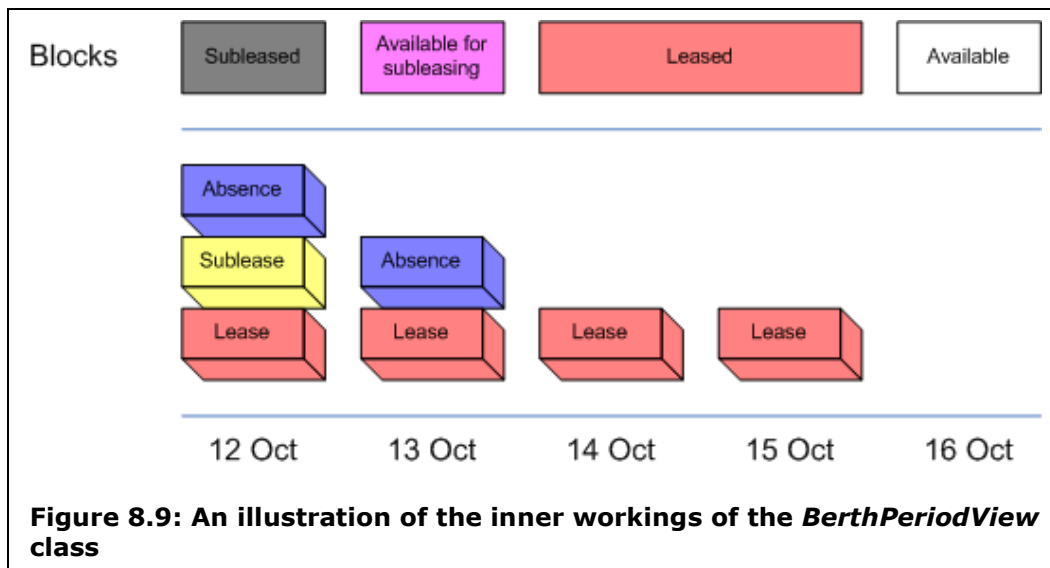 Blocks
Subleased
Available for
subleasing
Leased
Available
Absence
Sublease
Absence
Lease
Lease
Lease
Lease
12 Oct
13 Oct
14 Oct
15 Oct
16 Oct
Figure 8.9: An illustration of the inner workings of the BerthPeriodView
class